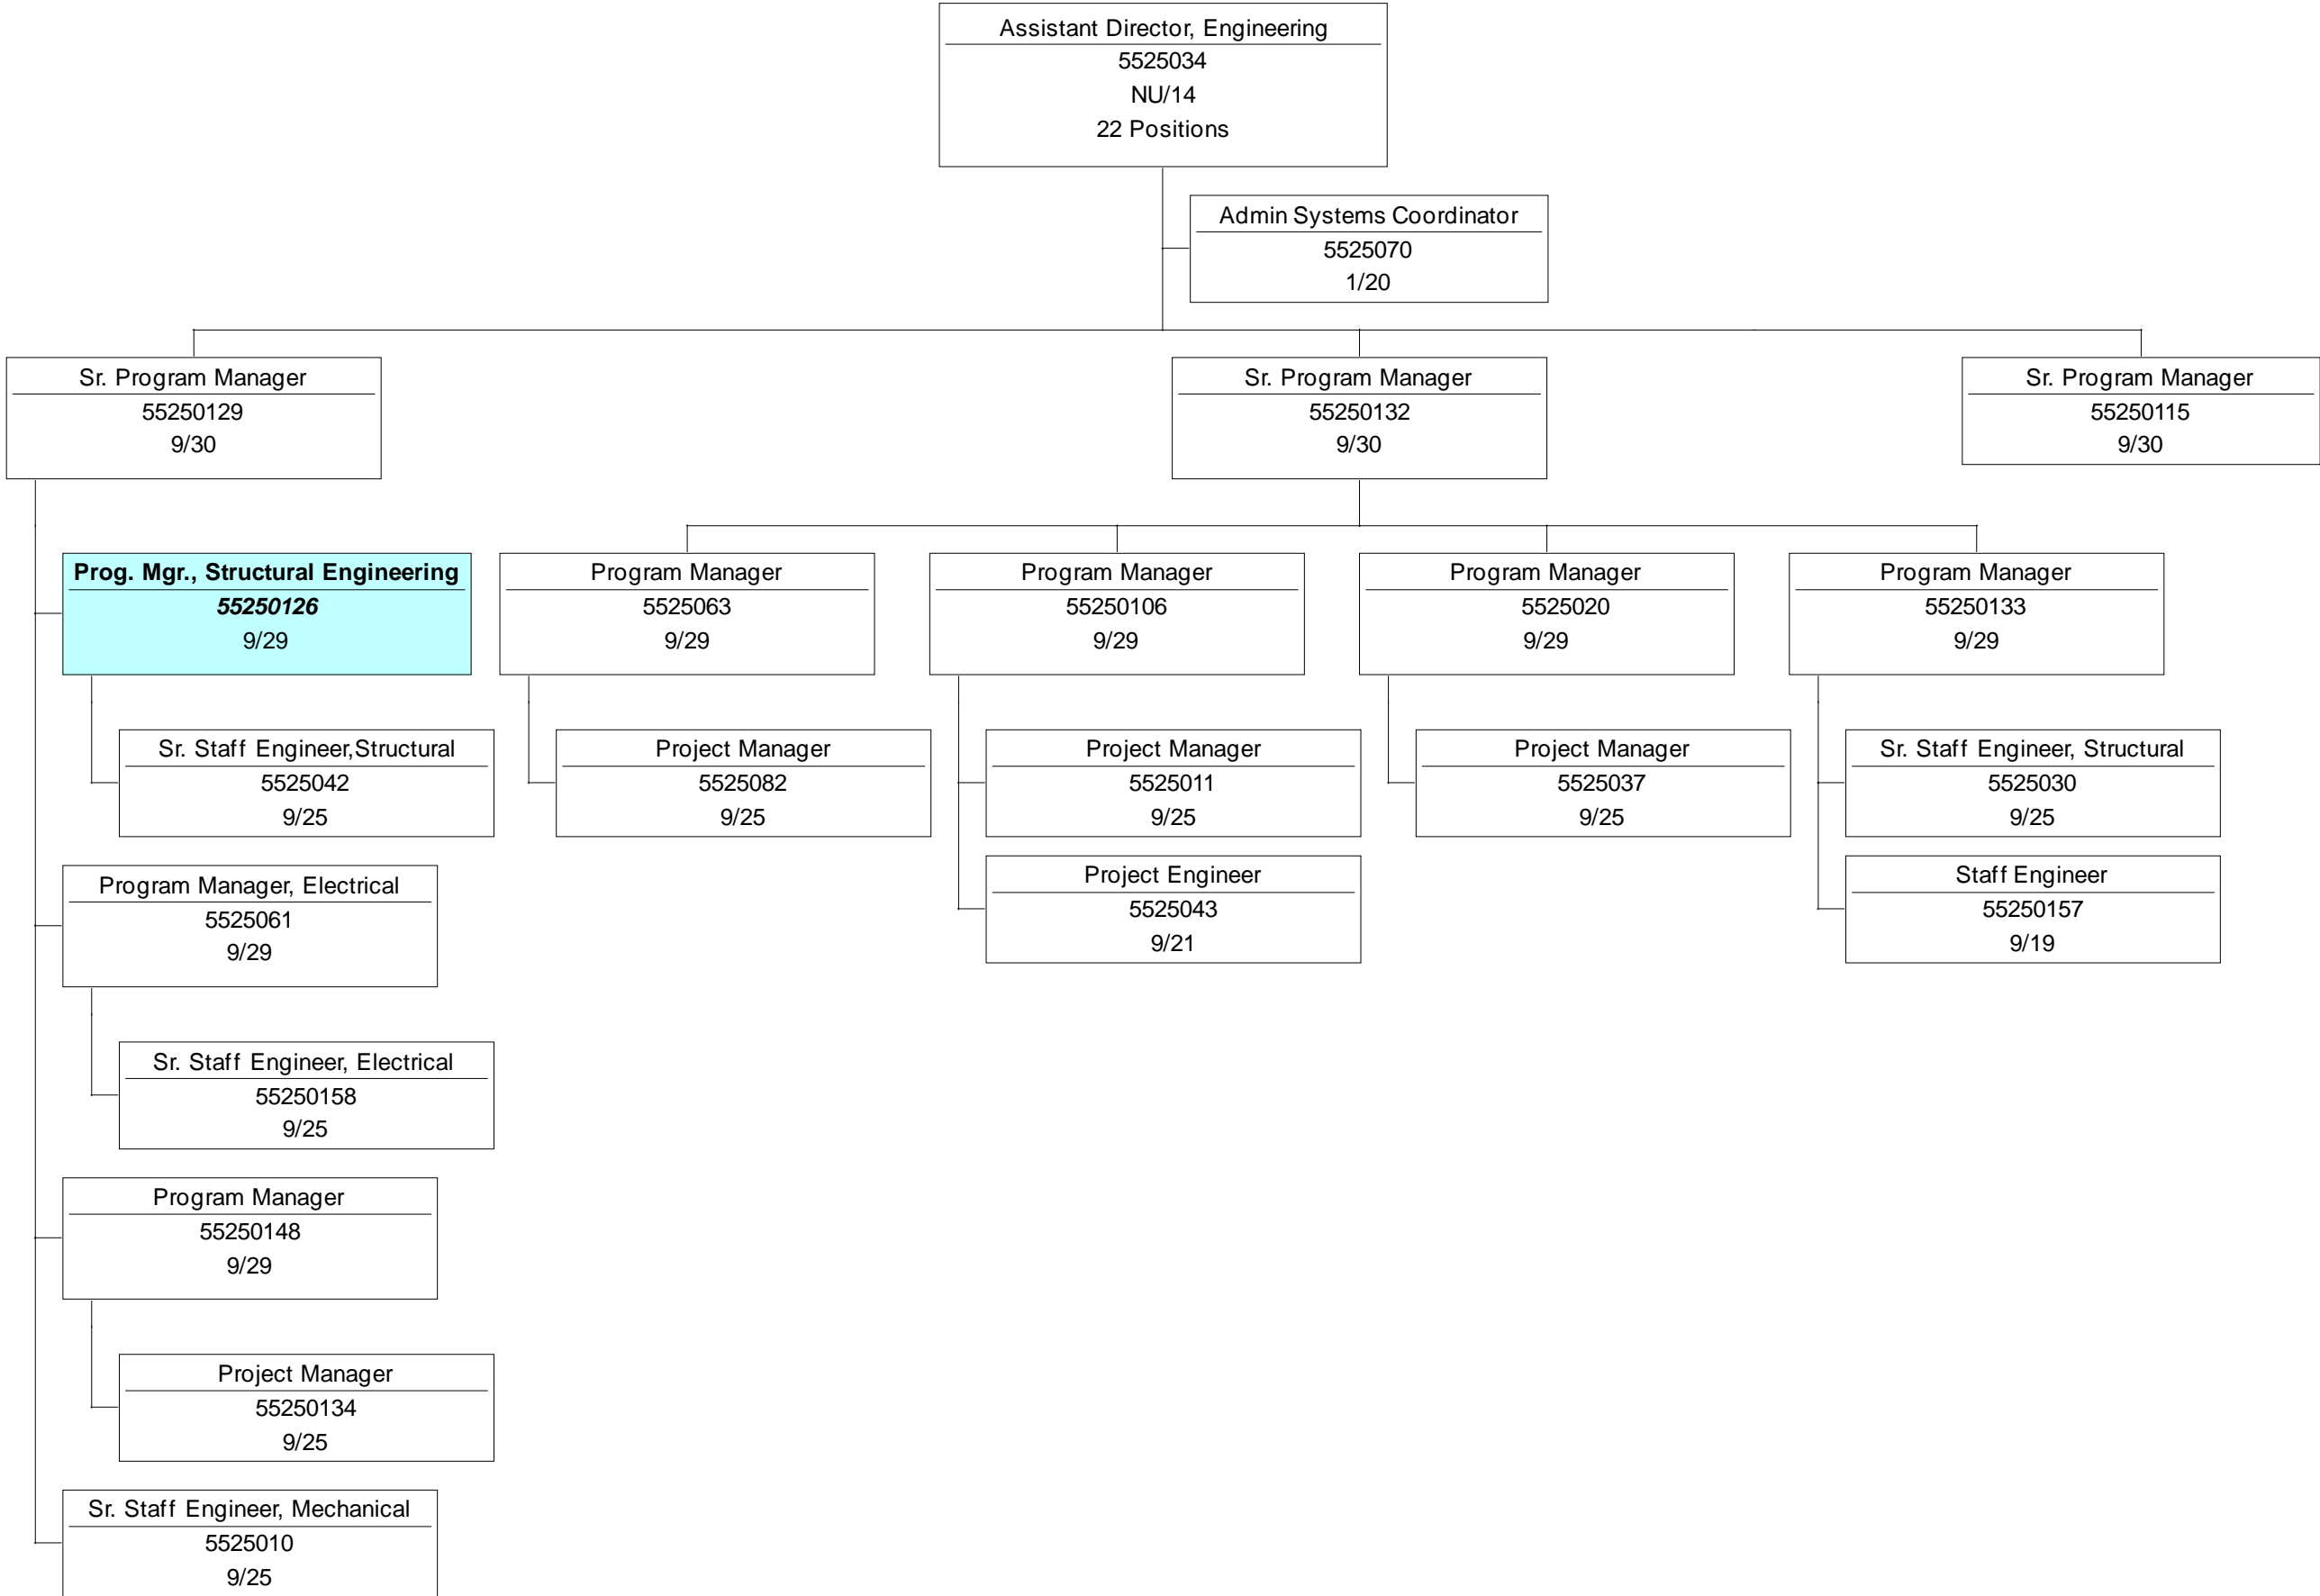 Assistant Director, Engineering
5525034
NU/14
22 Positions
Admin Systems Coordinator
5525070
1/20
Sr. Program Manager
55250129
9/30
Sr. Program Manager
55250132
9/30
Sr. Program Manager
55250115
9/30
Prog. Mgr., Structural Engineering
55250126
9/29
Program Manager
5525063
9/29
Program Manager
55250106
9/29
Program Manager
5525020
9/29
Program Manager
55250133
9/29
Sr. Staff Engineer,Structural
5525042
9/25
Project Manager
5525082
9/25
Project Manager
5525011
9/25
Project Manager
5525037
9/25
Sr. Staff Engineer, Structural
5525030
9/25
Program Manager, Electrical
5525061
9/29
Project Engineer
5525043
9/21
Staff Engineer
55250157
9/19
Sr. Staff Engineer, Electrical
55250158
9/25
Program Manager
55250148
9/29
Project Manager
55250134
9/25
Sr. Staff Engineer, Mechanical
5525010
9/25